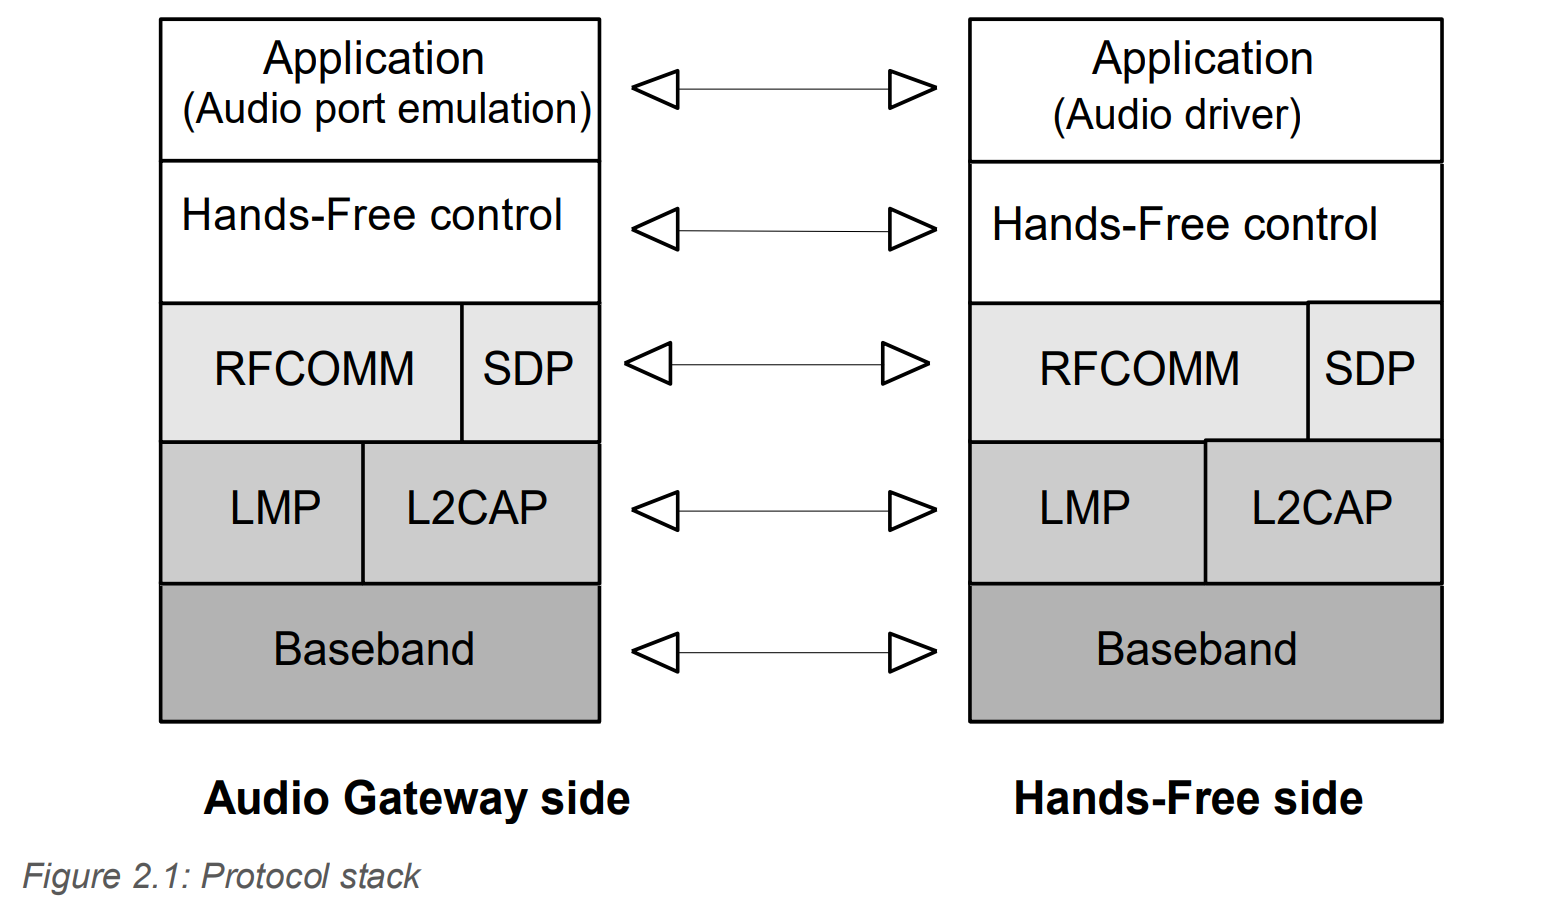 Application
(Audio port emulation)
Application
(Audio driver)
Hands-Free control
Hands-Free control
RFCOMM
SDP
RFCOMM
SDP
LMP
L2CAP
LMP
L2CAP
Baseband
Baseband
Audio Gateway side
Hands-Free side
Figure 2.1: Protocol stack